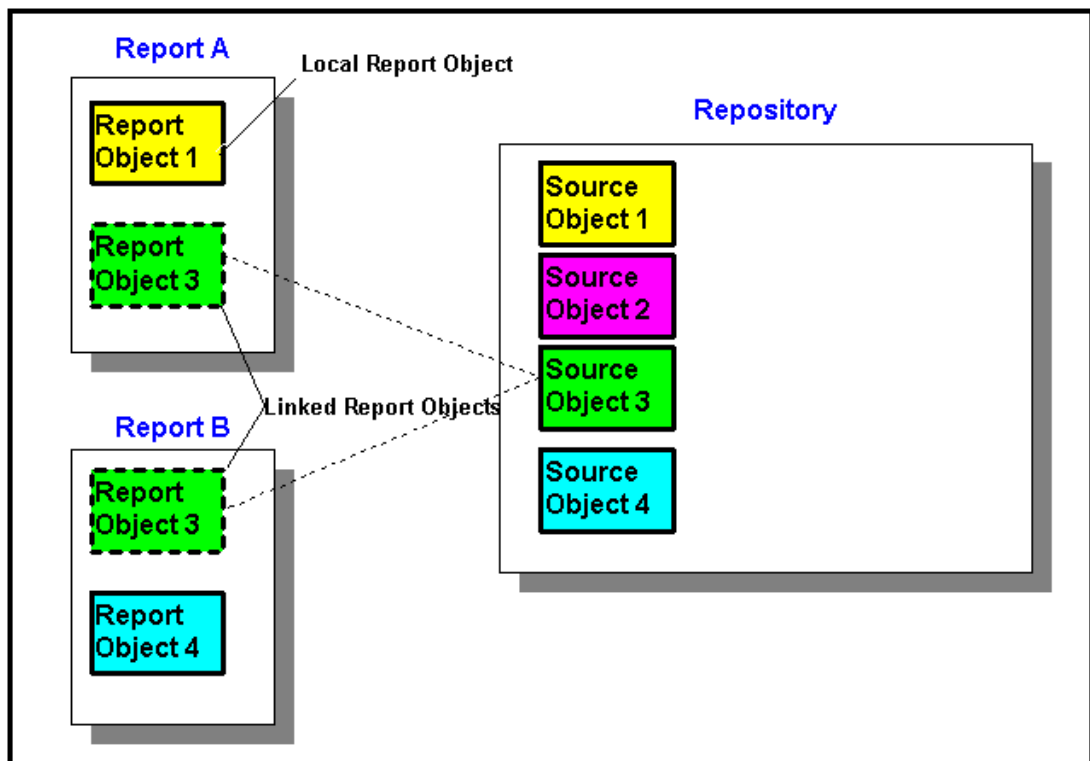 Report A
Local Report Object
Report
Object 1
Report
Object 3
Linked Report Objects
Report B
Report
Object 3
Report
Object 4
Repository
Source
Object 1
Source
Object 2
Source
Object 3
Source
Object 4